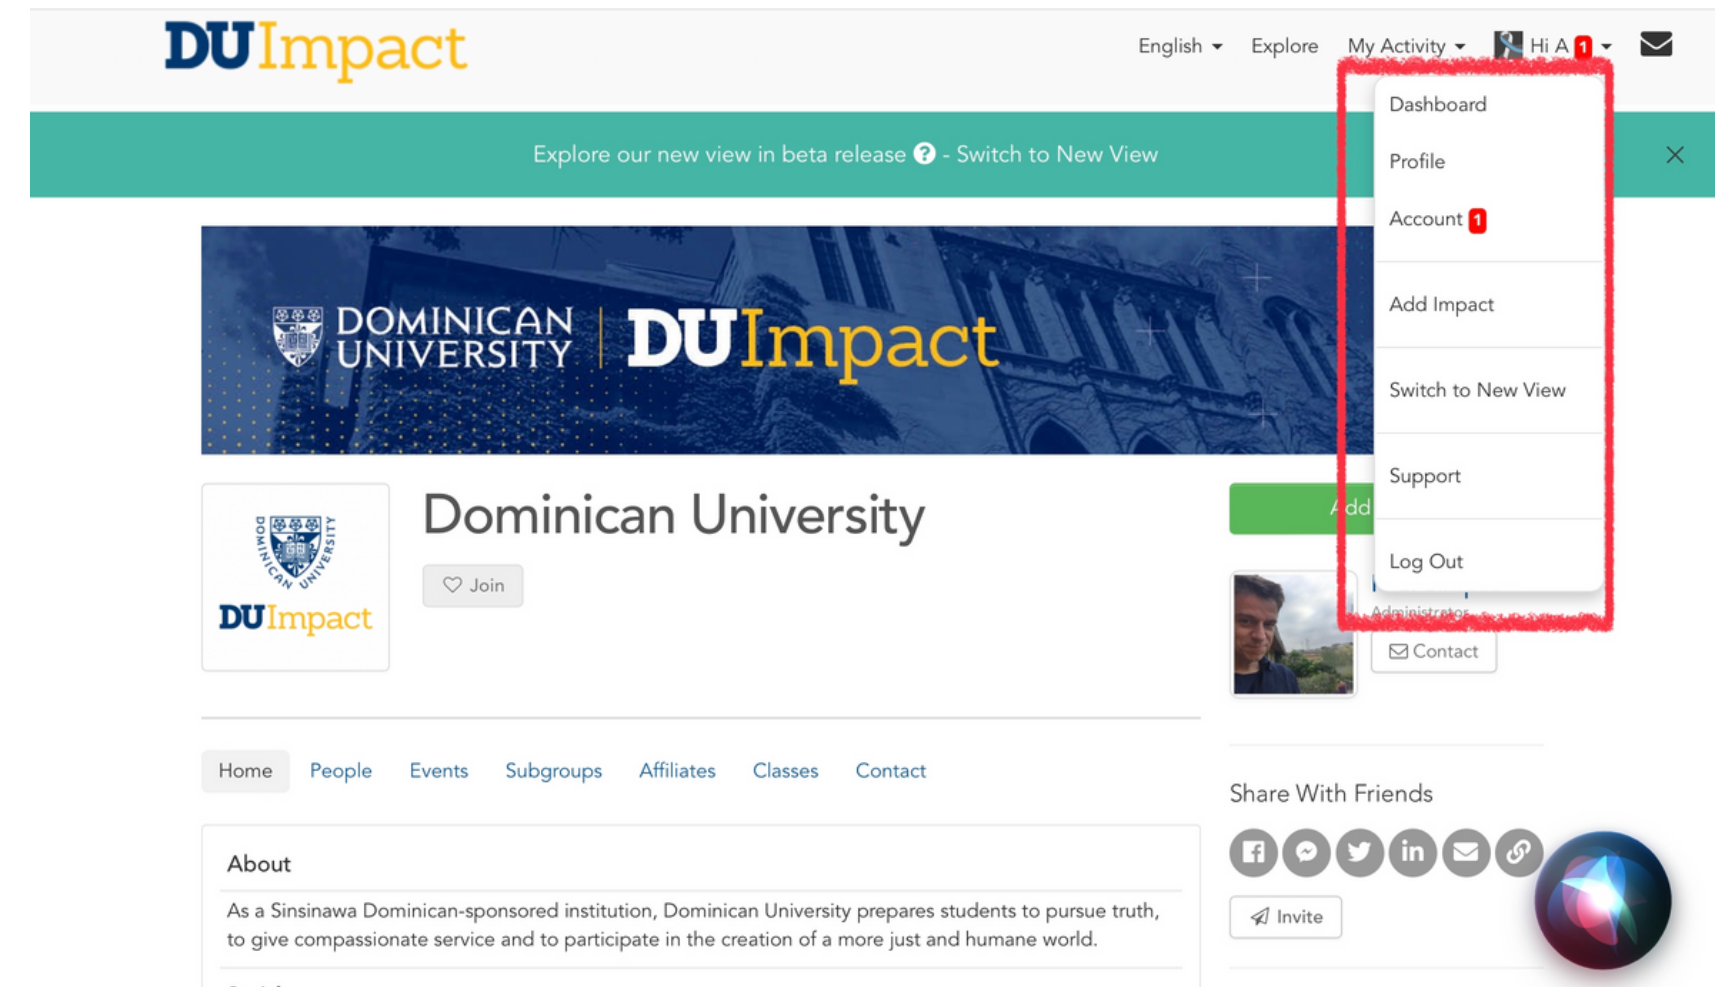 DUImpact
English
Explore
My Activity
Hi A 1
Dashboard
Profile
Account 1
Add Impact
Switch to New View
Support
Log Out
Explore our new view in beta release ? - Switch to New View
DOMINICAN
UNIVERSITY
DUImpact
DOMINICAN UNIVERSITY
DUImpact
Dominican University
Join
Add
Administrator
Contact
Home
People
Events
Subgroups
Affiliates
Classes
Contact
About
As a Sinsinawa Dominican-sponsored institution, Dominican University prepares students to pursue truth,
to give compassionate service and to participate in the creation of a more just and humane world.
Share With Friends
Invite